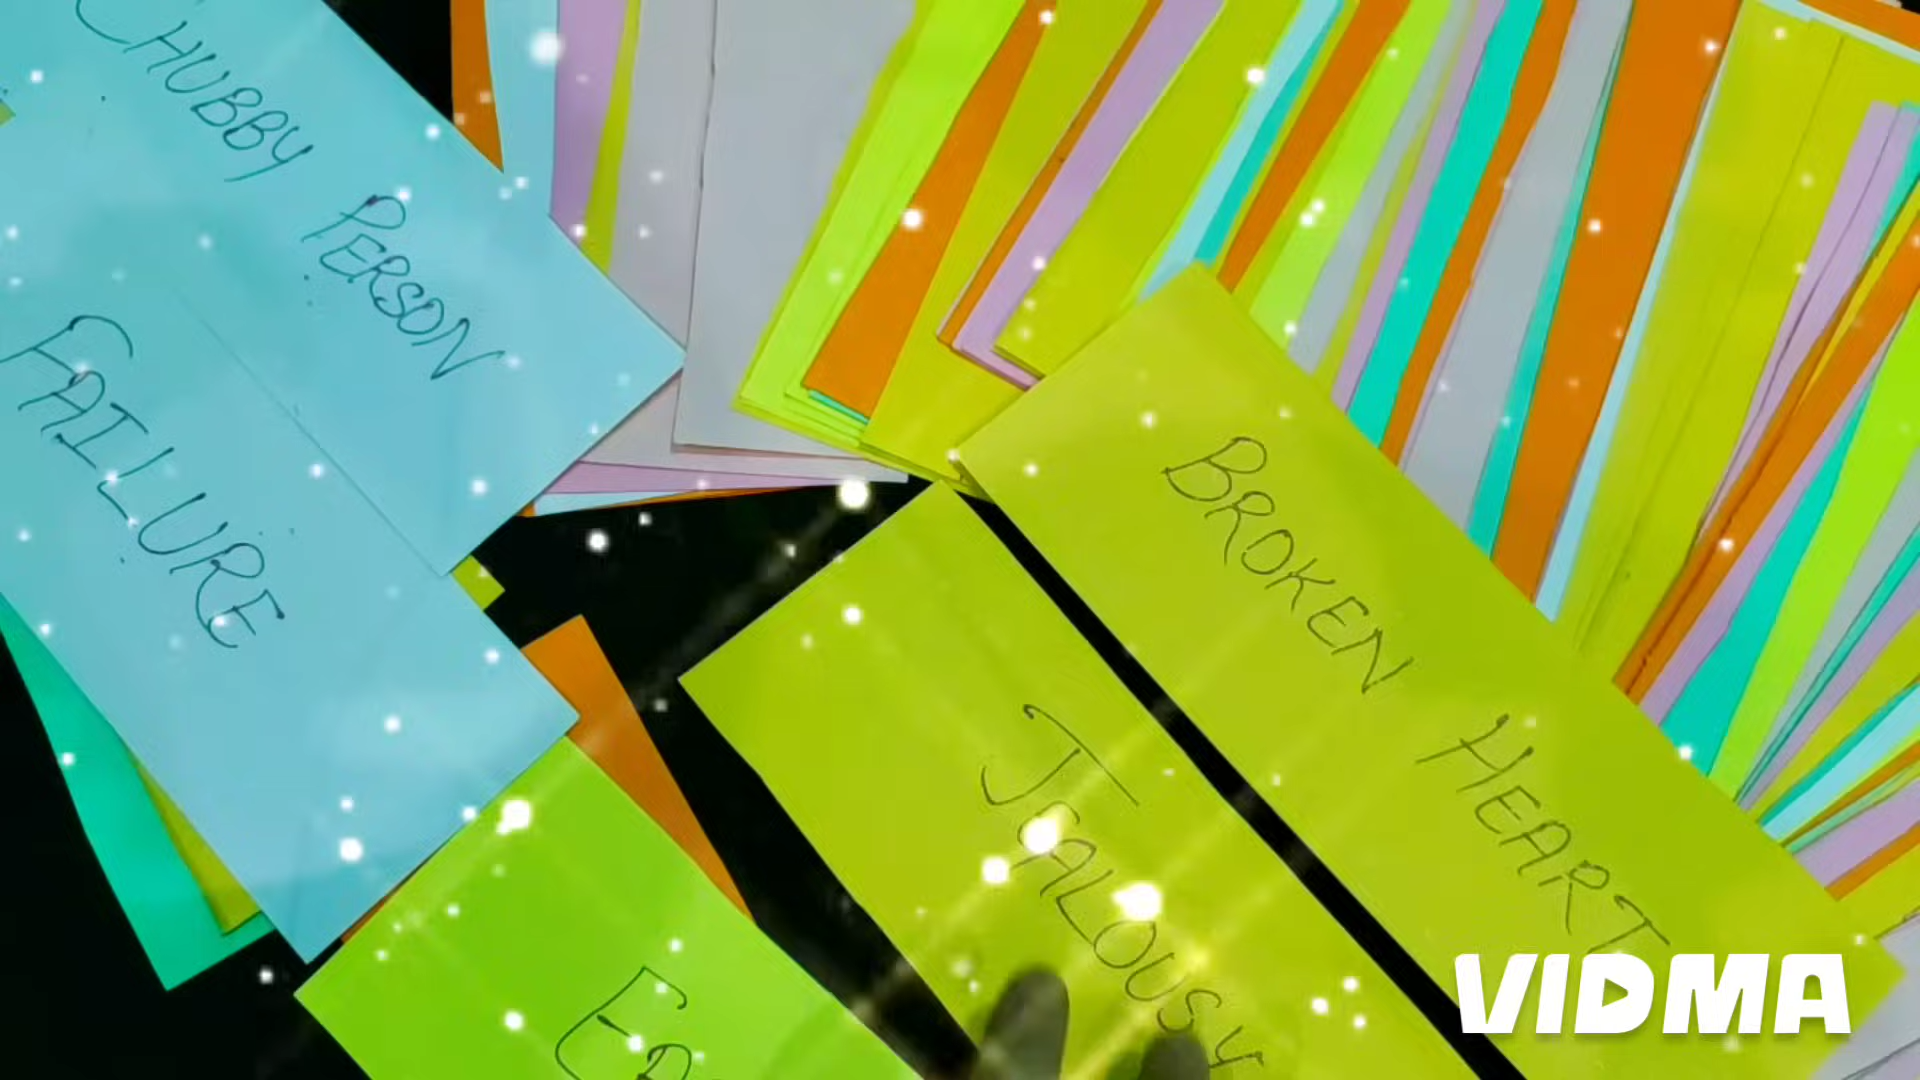 CHUBBY PERSON
FAILURE
BROKEN HEART
JEALOUSY
VIDMA